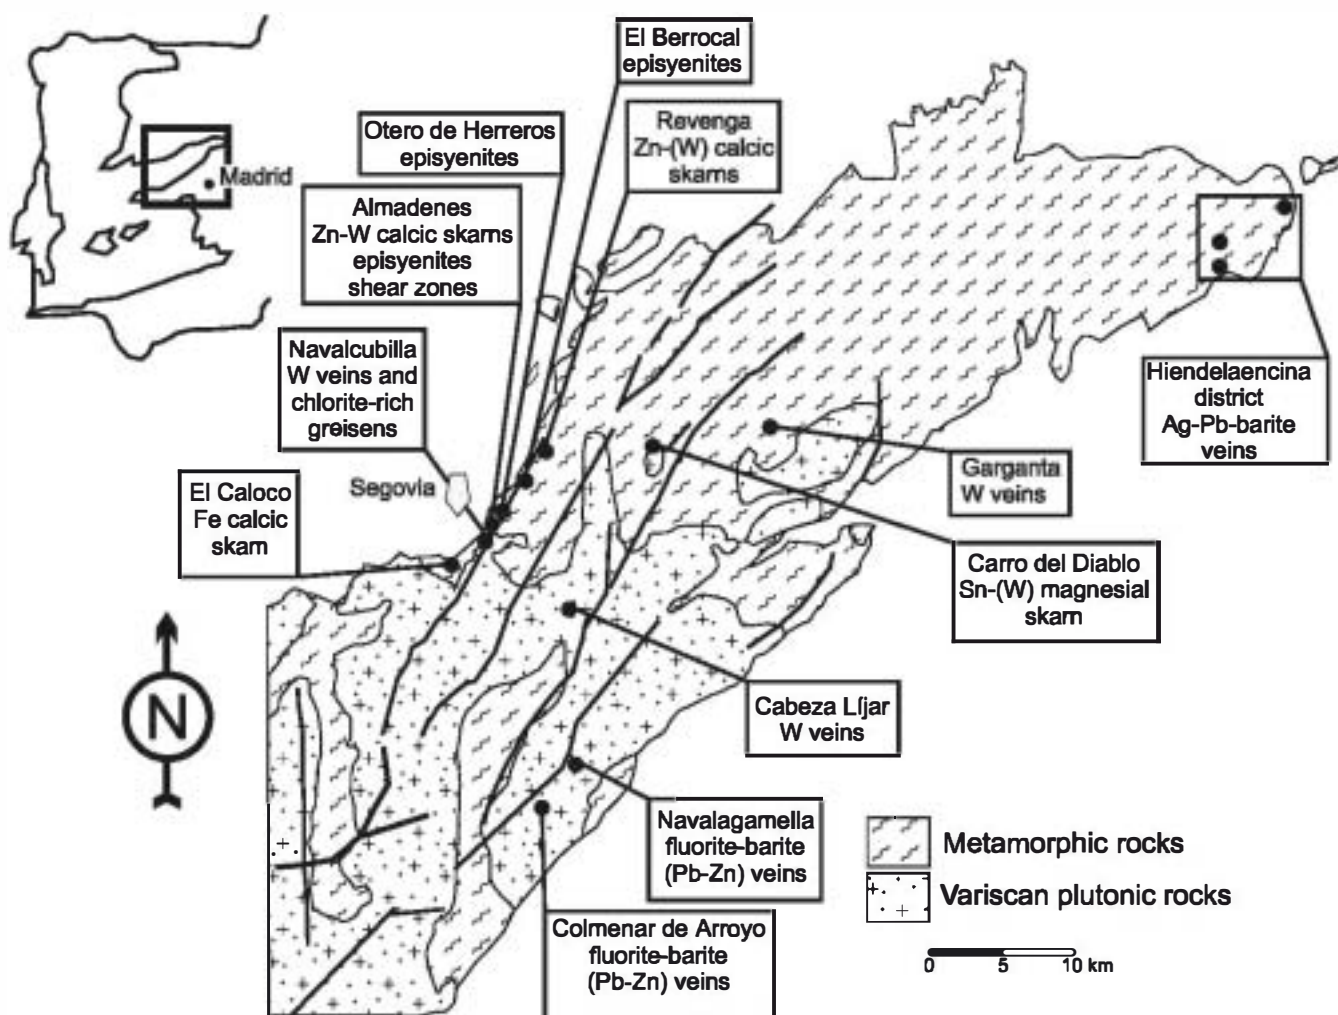 El Berrocal
episyenites
Otero de Herreros
episyenites
Revenga
Zn-(W) calcic
skarns
Madrid
Almadenes
Zn-W calcic skarns
episyenites
shear zones
Navalcubilla
W veins and
chlorite-rich
greisens
Hiendelaencina
district
Ag-Pb-barite
veins
Segovia
El Caloco
Fe calcic
skarn
Garganta
W veins
Carro del Diablo
Sn-(W) magnesial
skarn
N
Cabeza Líjar
W veins
Navalagamella
fluorite-barite
(Pb-Zn) veins
Metamorphic rocks
Variscan plutonic rocks
Colmenar de Arroyo
fluorite-barite
(Pb-Zn) veins
0 5 10 km